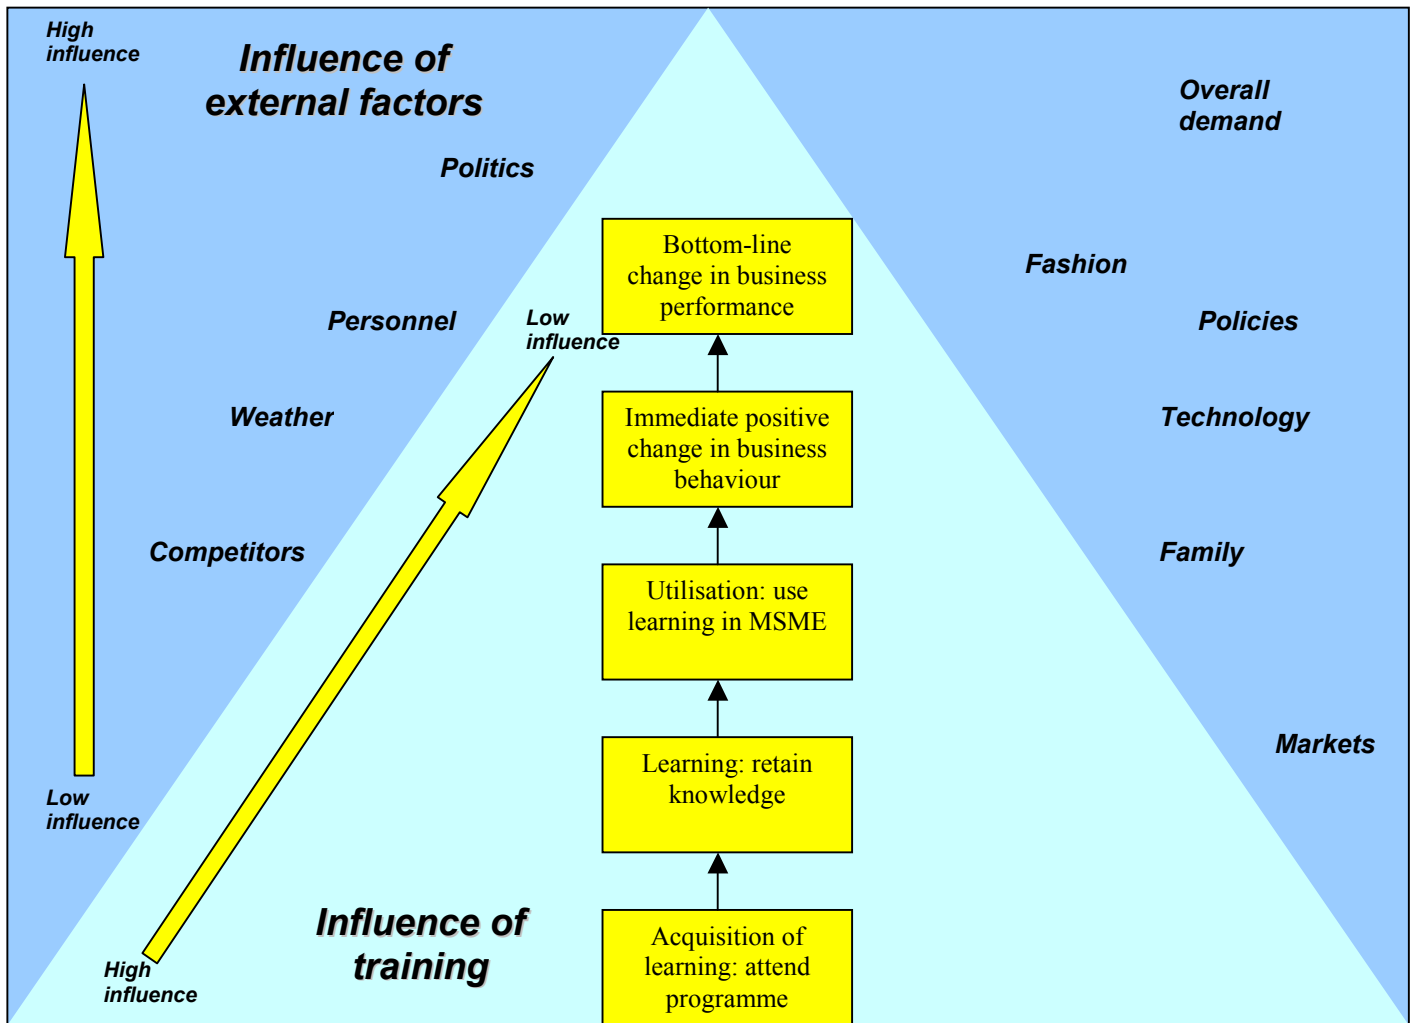 High
influence
Influence of
external factors
Overall
demand
Politics
Bottom-line
change in business
performance
Fashion
Personnel
Low
influence
Policies
Weather
Immediate positive
change in business
behaviour
Technology
Competitors
Utilisation: use
learning in MSME
Family
Learning: retain
knowledge
Markets
Low
influence
Influence of
training
Acquisition of
learning: attend
programme
High
influence